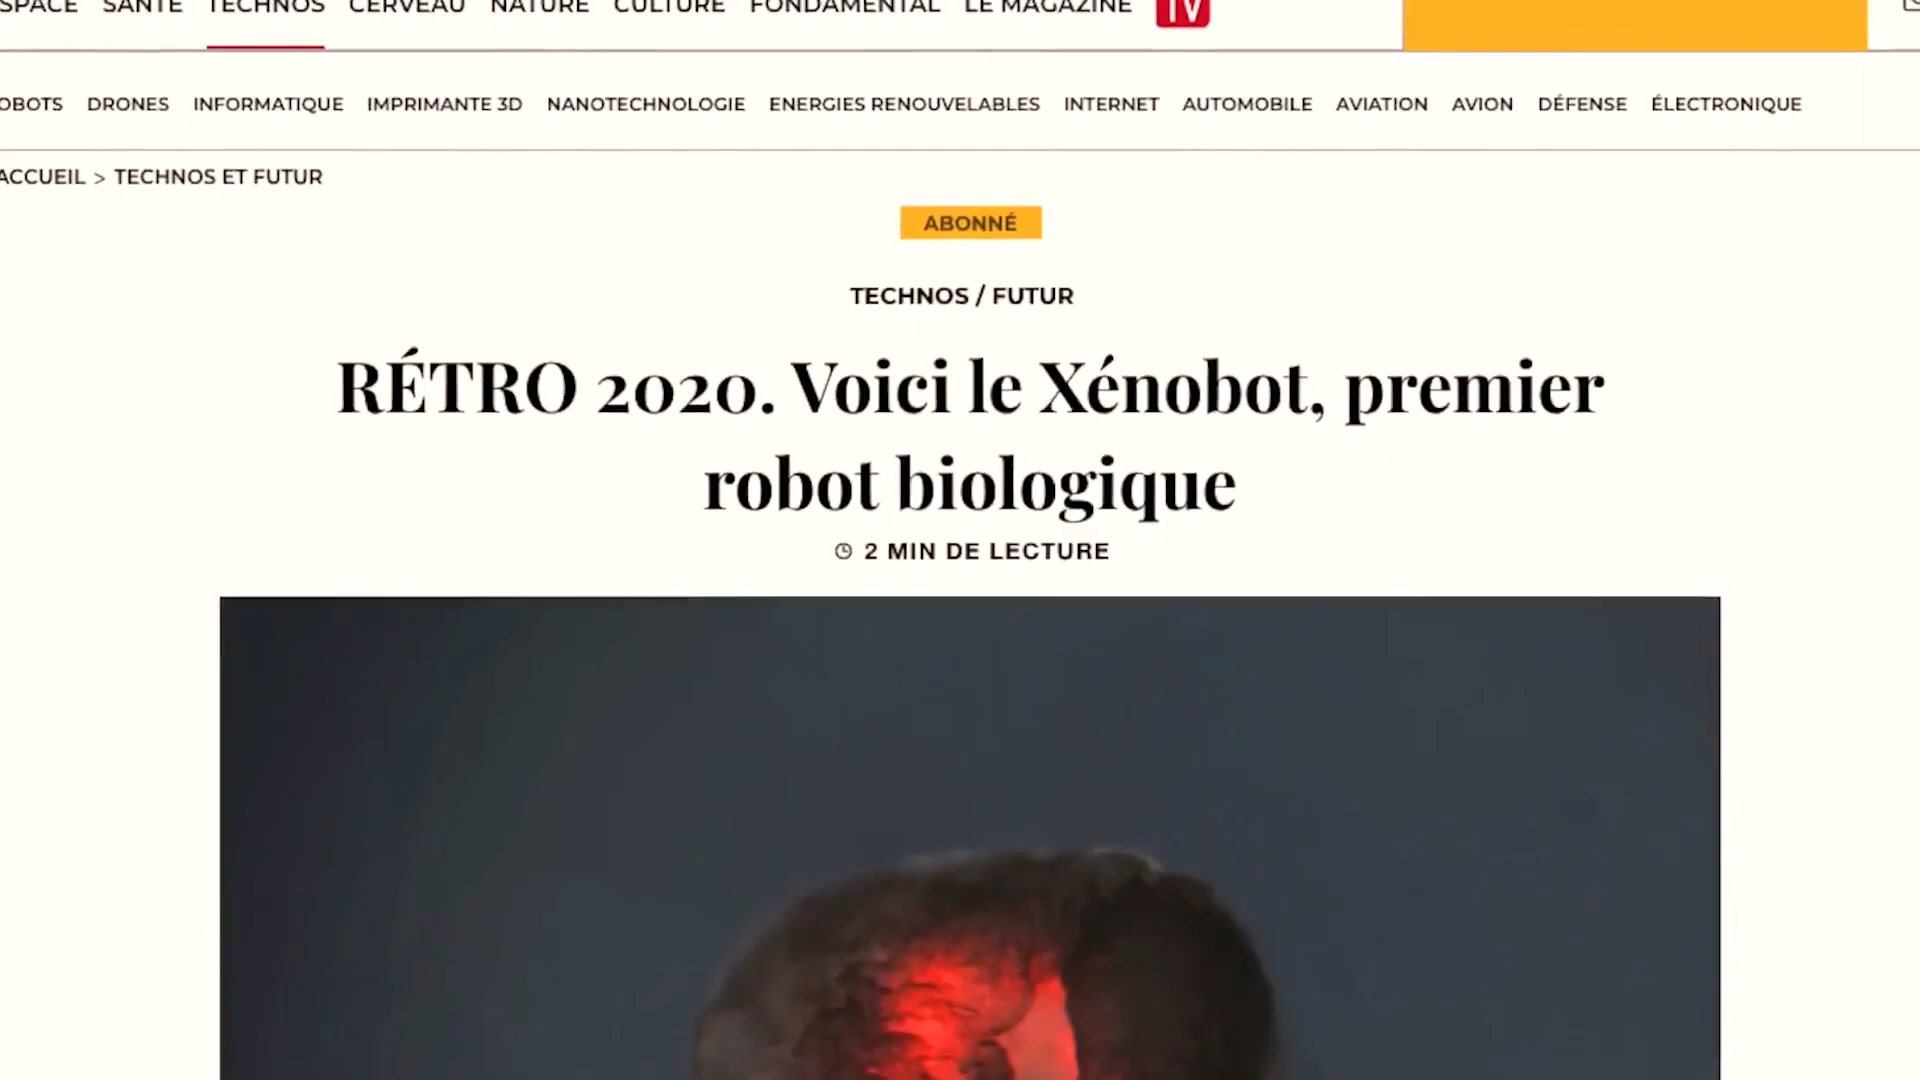 SPACE SANTÉ TECHNOS CERVEAU NATURE CULTURE FONDAMENTAL LE MAGAZINE TV
OBOTS DRONES INFORMATIQUE IMPRIMANTE 3D NANOTECHNOLOGIE ENERGIES RENOUVELABLES INTERNET AUTOMOBILE AVIATION AVION DÉFENSE ÉLECTRONIQUE
ACCUEIL > TECHNOS ET FUTUR
ABONNÉ
TECHNOS / FUTUR
RÉTRO 2020. Voici le Xénobot, premier
robot biologique
2 MIN DE LECTURE